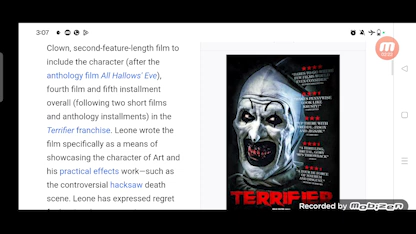 3:07
Clown, second-feature-length film to
include the character (after the
anthology film All Hallows' Eve),
fourth film and fifth installment
overall (following two short films
and anthology installments) in the
Terrifier franchise. Leone wrote the
film specifically as a means of
showcasing the character of Art and
his practical effects work—such as
the controversial hacksaw death
scene. Leone has expressed regret
TERRIFIER
Recorded by MOBIZEN